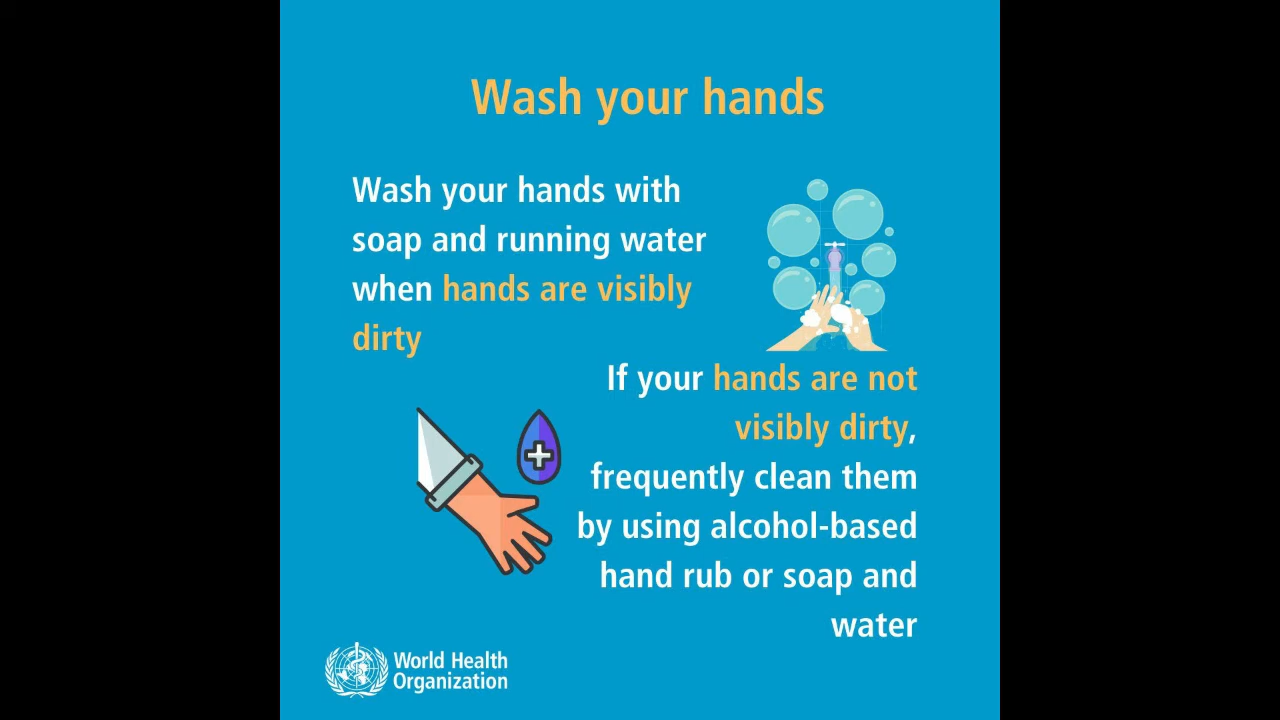 Wash your hands
Wash your hands with
soap and running water
when hands are visibly
dirty
If your hands are not
visibly dirty,
frequently clean them
by using alcohol-based
hand rub or soap and
water
World Health
Organization